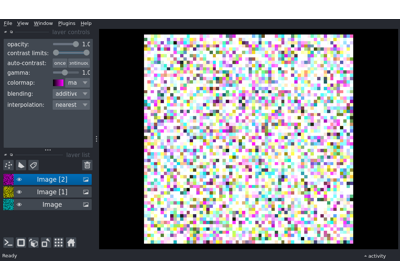 File View Window Plugins Help
layer controls
opacity: 1.0
contrast limits:
auto-contrast: once
gamma: 1.0
colormap: ma
blending: additive
interpolation: nearest
layer list
Image [2]
Image [1]
Image
Ready
activity